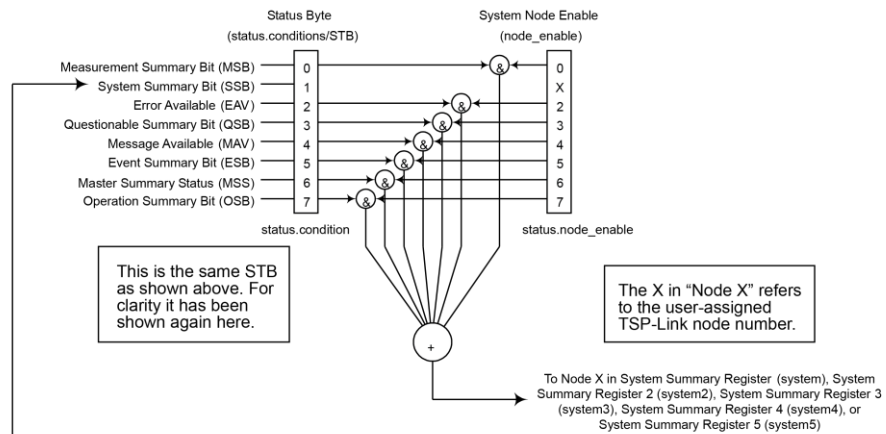 Status Byte
(status.conditions/STB)
System Node Enable
(node_enable)
Measurement Summary Bit (MSB)
System Summary Bit (SSB)
Error Available (EAV)
Questionable Summary Bit (QSB)
Message Available (MAV)
Event Summary Bit (ESB)
Master Summary Status (MSS)
Operation Summary Bit (OSB)
0
1
2
3
4
5
6
7
&
&
&
&
&
&
&
0
X
2
3
4
5
6
7
status.condition
status.node_enable
This is the same STB
as shown above. For
clarity it has been
shown again here.
The X in “Node X” refers
to the user-assigned
TSP-Link node number.
+
To Node X in System Summary Register (system), System
Summary Register 2 (system2), System Summary Register 3
(system3), System Summary Register 4 (system4), or
System Summary Register 5 (system5)